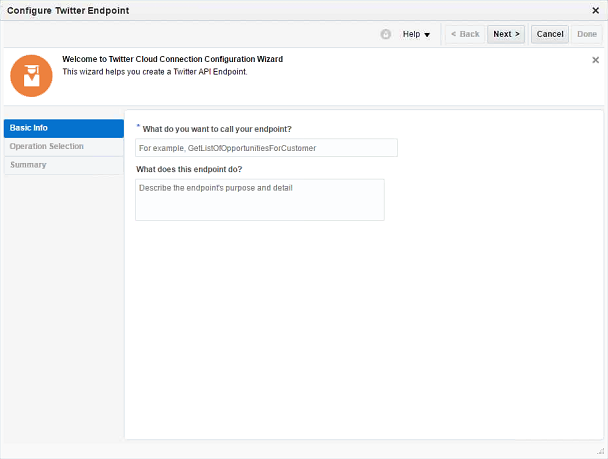 Configure Twitter Endpoint
Help
< Back
Next >
Cancel
Done
Welcome to Twitter Cloud Connection Configuration Wizard
This wizard helps you create a Twitter API Endpoint.
Basic Info
Operation Selection
Summary
* What do you want to call your endpoint?
For example, GetListOfOpportunitiesForCustomer
What does this endpoint do?
Describe the endpoint's purpose and detail